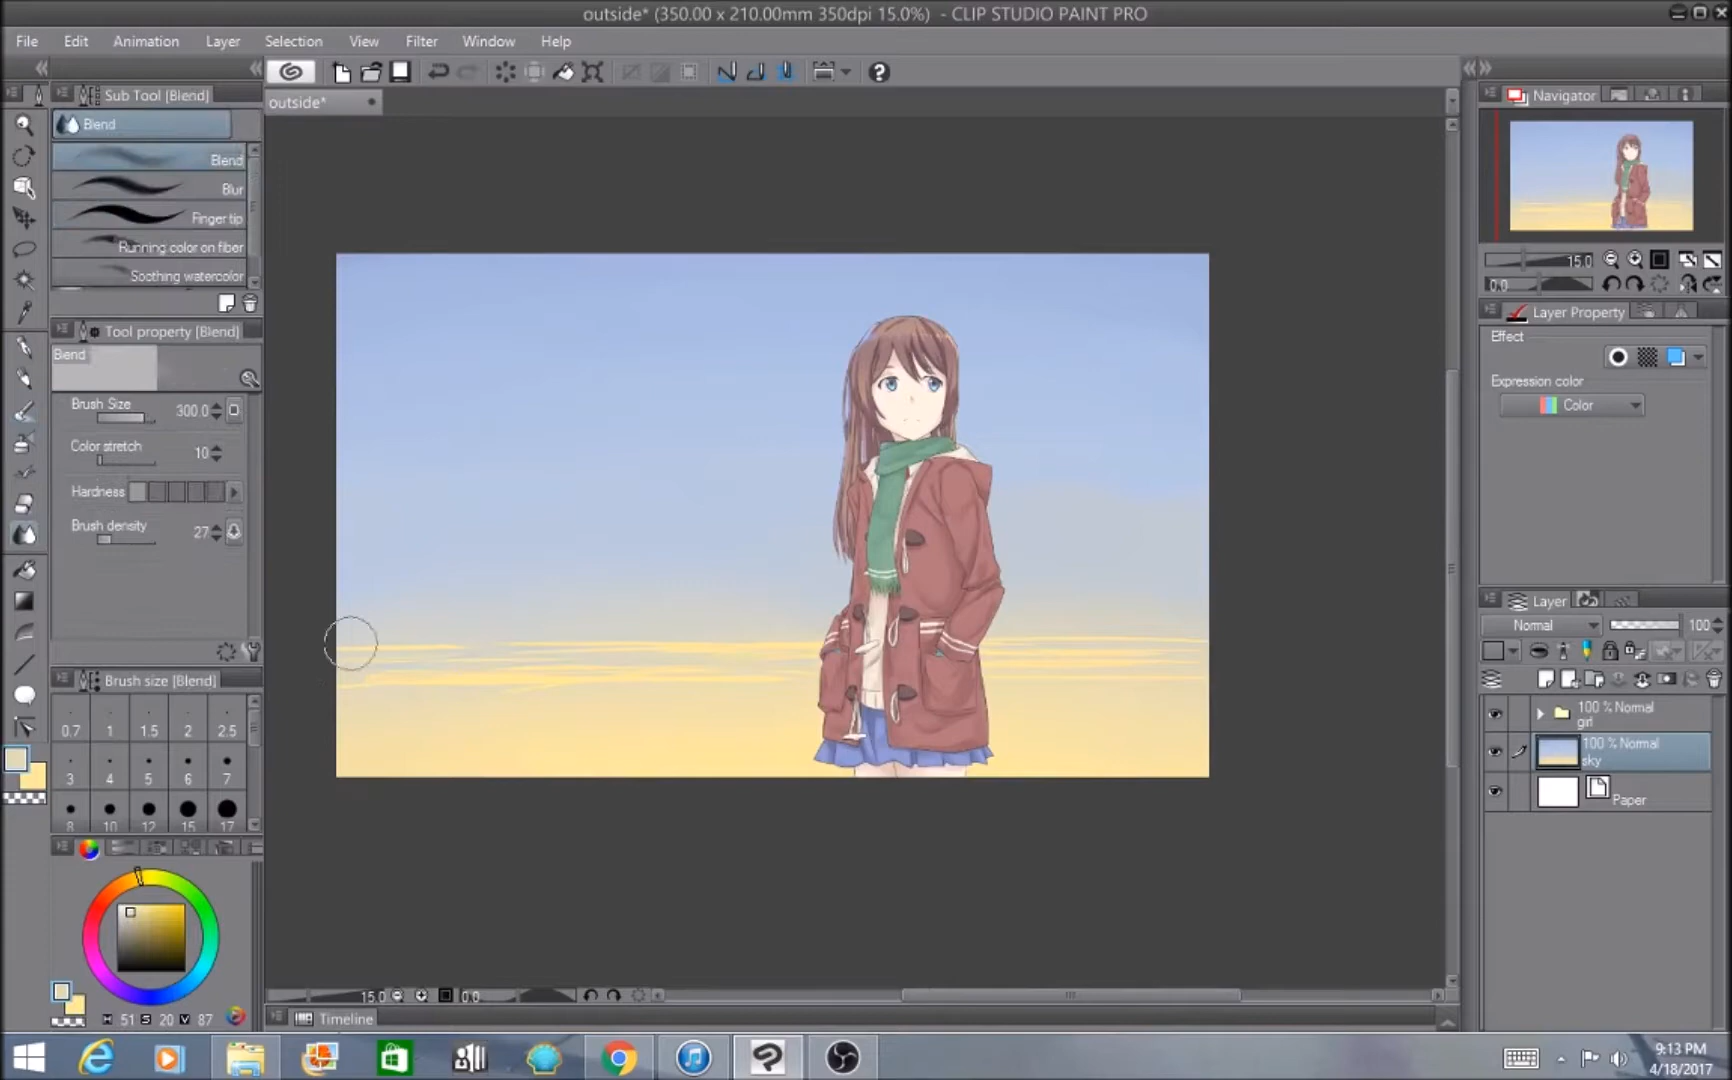 outside* (350.00 x 210.00mm 350dpi 15.0%) - CLIP STUDIO PAINT PRO
File Edit Animation Layer Selection View Filter Window Help
Sub Tool [Blend]
Blend
Blend
Blur
Finger tip
Running color on fiber
Soothing watercolor
Tool property [Blend]
Blend
Brush Size 300.0
Color stretch 10
Hardness
Brush density 27
Brush size [Blend]
0.7 1 1.5 2 2.5
3 4 5 6 7
8 10 12 15 17
H 51 S 20 V 87
outside*
15.0 0.0
Timeline
Navigator
15.0
0.0
Layer Property
Effect
Expression color
Color
Layer
Normal 100
100 % Normal
girl
100 % Normal
sky
Paper
9:13 PM
4/18/2017